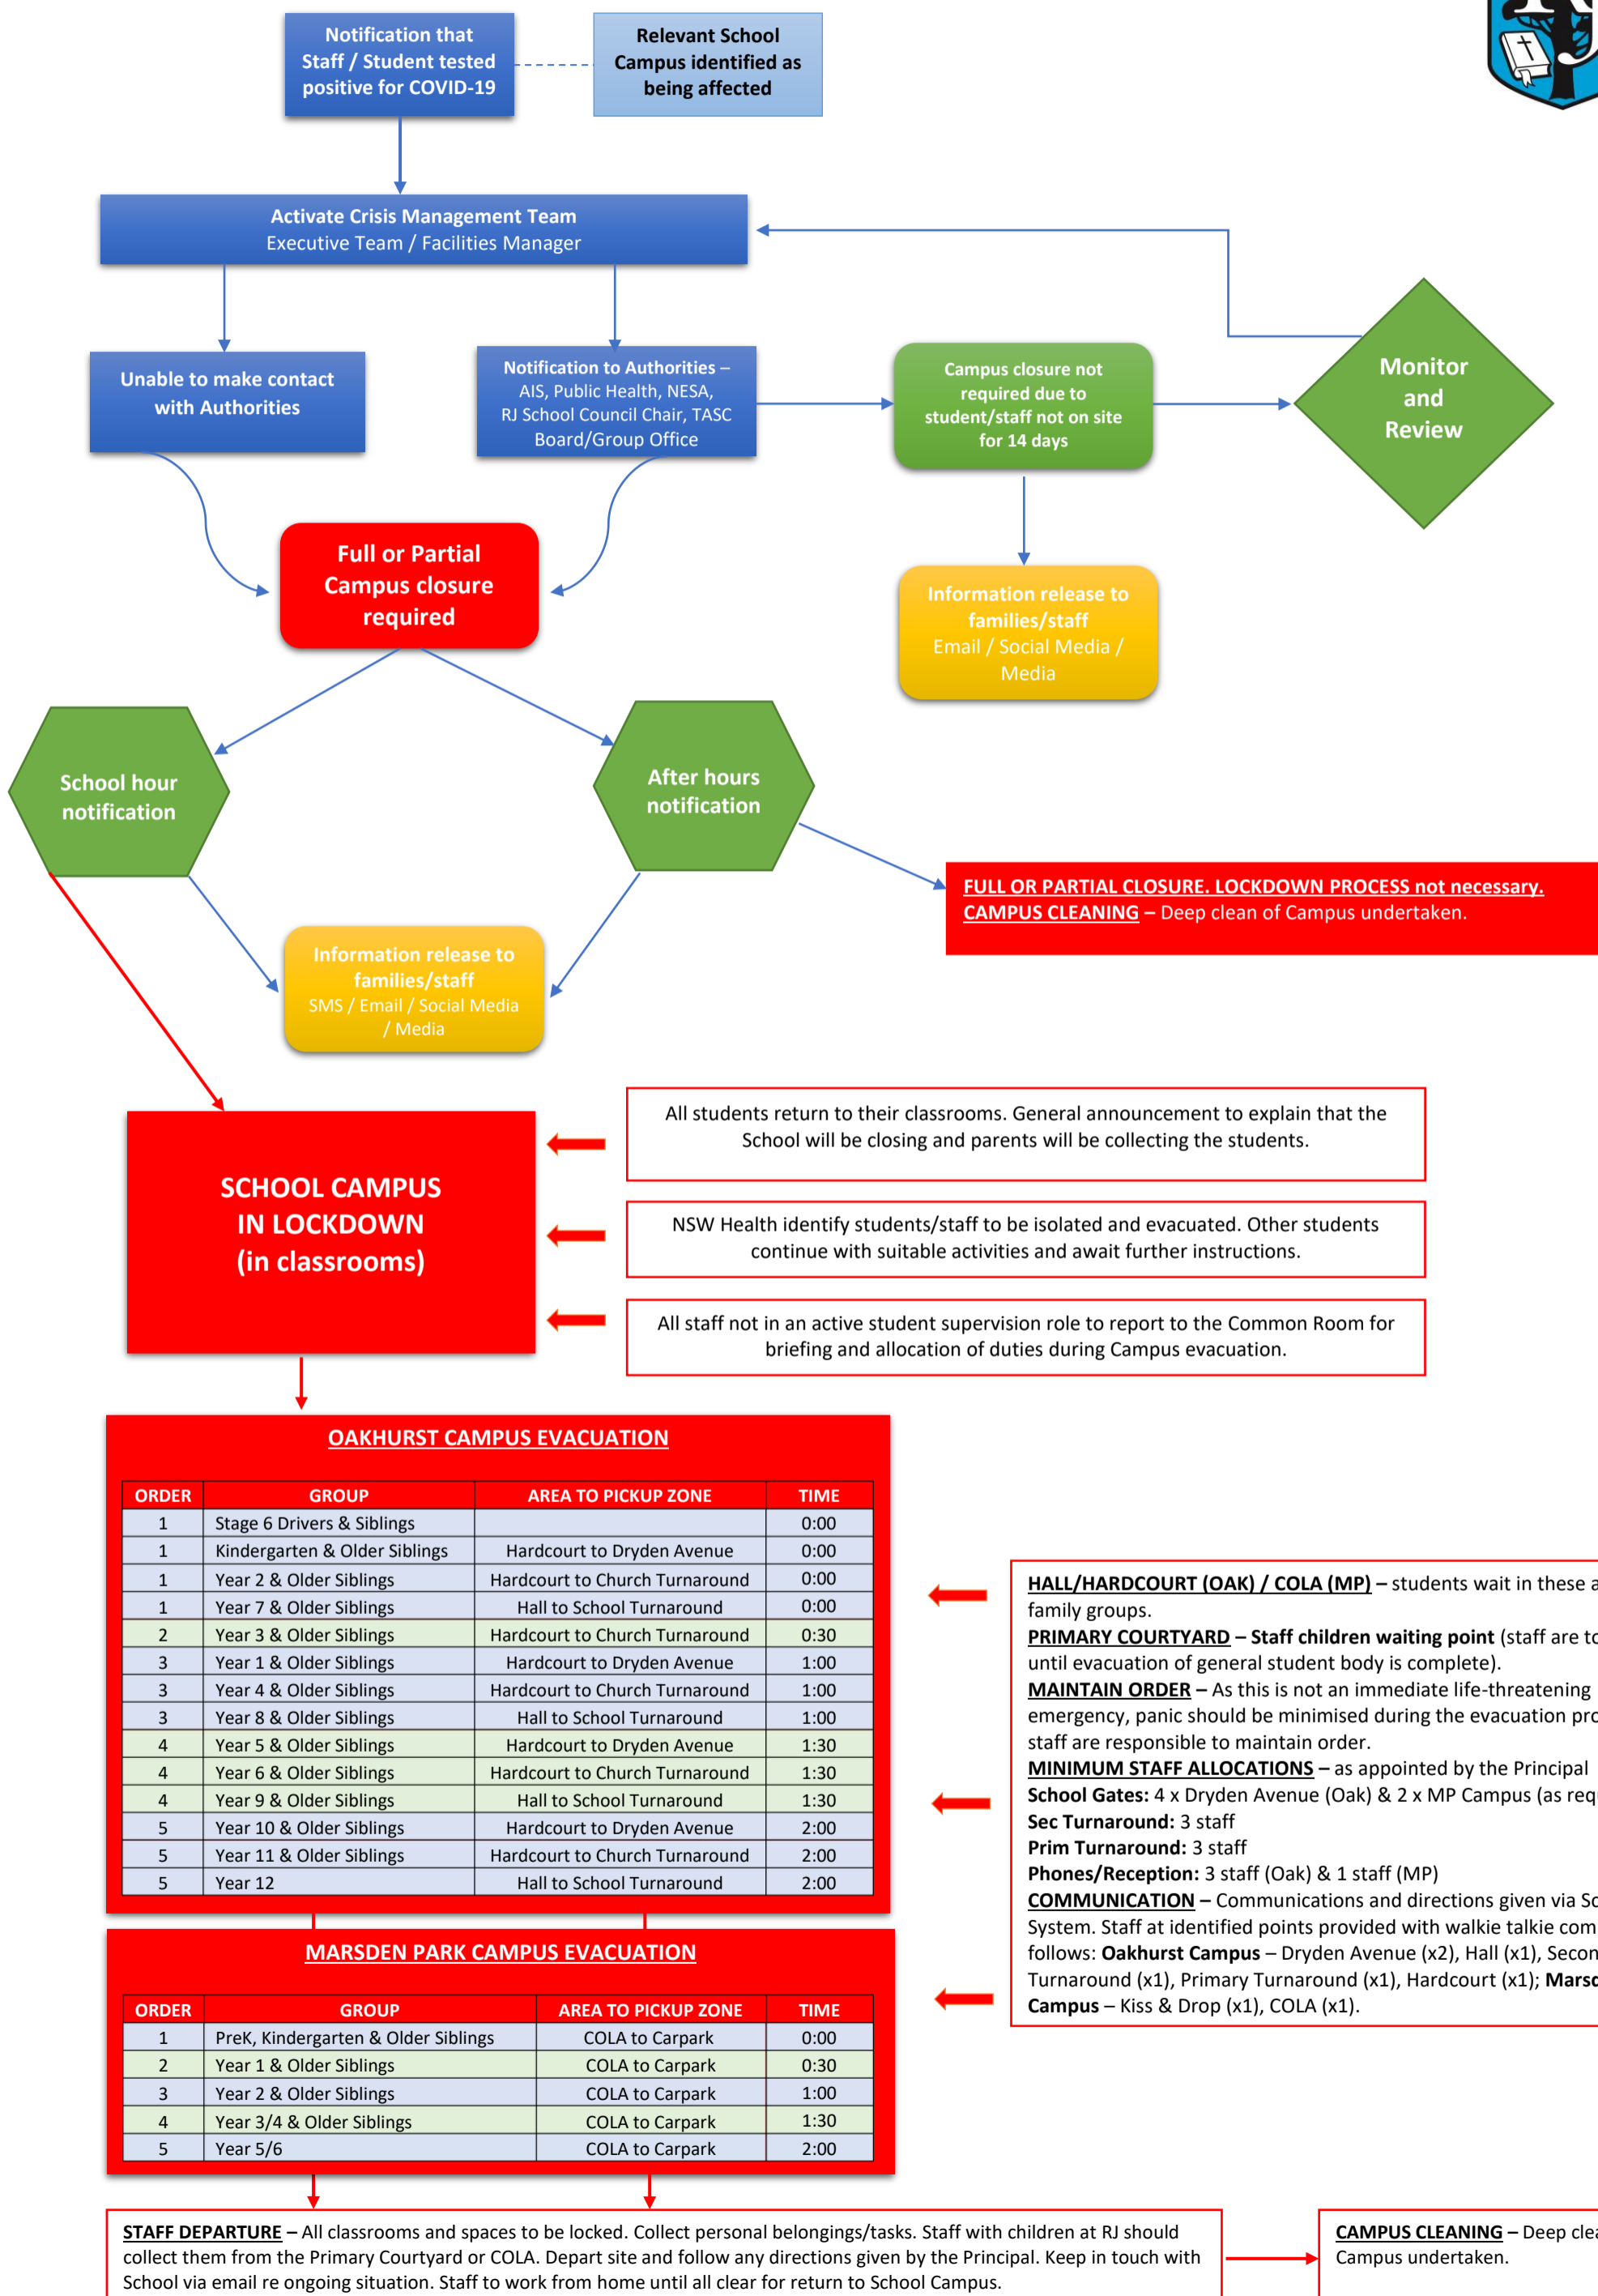 Notification that
Staff / Student tested
positive for COVID-19
Relevant School
Campus identified as
being affected
Activate Crisis Management Team
Executive Team / Facilities Manager
Unable to make contact
with Authorities
Notification to Authorities –
AIS, Public Health, NESA,
RJ School Council Chair, TASC
Board/Group Office
Campus closure not
required due to
student/staff not on site
for 14 days
Monitor
and
Review
Full or Partial
Campus closure
required
Information release to
families/staff
Email / Social Media /
Media
School hour
notification
After hours
notification
FULL OR PARTIAL CLOSURE. LOCKDOWN PROCESS not necessary.
CAMPUS CLEANING – Deep clean of Campus undertaken.
Information release to
families/staff
SMS / Email / Social Media
/ Media
SCHOOL CAMPUS
IN LOCKDOWN
(in classrooms)
All students return to their classrooms. General announcement to explain that the
School will be closing and parents will be collecting the students.
NSW Health identify students/staff to be isolated and evacuated. Other students
continue with suitable activities and await further instructions.
All staff not in an active student supervision role to report to the Common Room for
briefing and allocation of duties during Campus evacuation.
OAKHURST CAMPUS EVACUATION
ORDER GROUP AREA TO PICKUP ZONE TIME
1 Stage 6 Drivers & Siblings 0:00
1 Kindergarten & Older Siblings Hardcourt to Dryden Avenue 0:00
1 Year 2 & Older Siblings Hardcourt to Church Turnaround 0:00
1 Year 7 & Older Siblings Hall to School Turnaround 0:00
2 Year 3 & Older Siblings Hardcourt to Church Turnaround 0:30
3 Year 1 & Older Siblings Hardcourt to Dryden Avenue 1:00
3 Year 4 & Older Siblings Hardcourt to Church Turnaround 1:00
3 Year 8 & Older Siblings Hall to School Turnaround 1:00
4 Year 5 & Older Siblings Hardcourt to Dryden Avenue 1:30
4 Year 6 & Older Siblings Hardcourt to Church Turnaround 1:30
4 Year 9 & Older Siblings Hall to School Turnaround 1:30
5 Year 10 & Older Siblings Hardcourt to Dryden Avenue 2:00
5 Year 11 & Older Siblings Hardcourt to Church Turnaround 2:00
5 Year 12 Hall to School Turnaround 2:00
HALL/HARDCOURT (OAK) / COLA (MP) – students wait in these
family groups.
PRIMARY COURTYARD – Staff children waiting point (staff are
until evacuation of general student body is complete).
MAINTAIN ORDER – As this is not an immediate life-threatening
emergency, panic should be minimised during the evacuation
staff are responsible to maintain order.
MINIMUM STAFF ALLOCATIONS – as appointed by the Principal
School Gates: 4 x Dryden Avenue (Oak) & 2 x MP Campus (as
Sec Turnaround: 3 staff
Prim Turnaround: 3 staff
Phones/Reception: 3 staff (Oak) & 1 staff (MP)
COMMUNICATION – Communications and directions given via
System. Staff at identified points provided with walkie talkie
follows: Oakhurst Campus – Dryden Avenue (x2), Hall (x1),
Turnaround (x1), Primary Turnaround (x1), Hardcourt (x1);
Campus – Kiss & Drop (x1), COLA (x1).
MARSDEN PARK CAMPUS EVACUATION
ORDER GROUP AREA TO PICKUP ZONE TIME
1 PreK, Kindergarten & Older Siblings COLA to Carpark 0:00
2 Year 1 & Older Siblings COLA to Carpark 0:30
3 Year 2 & Older Siblings COLA to Carpark 1:00
4 Year 3/4 & Older Siblings COLA to Carpark 1:30
5 Year 5/6 COLA to Carpark 2:00
STAFF DEPARTURE – All classrooms and spaces to be locked. Collect personal belongings/tasks. Staff with children at RJ should
collect them from the Primary Courtyard or COLA. Depart site and follow any directions given by the Principal. Keep in touch with
School via email re ongoing situation. Staff to work from home until all clear for return to School Campus.
CAMPUS CLEANING – Deep
Campus undertaken.